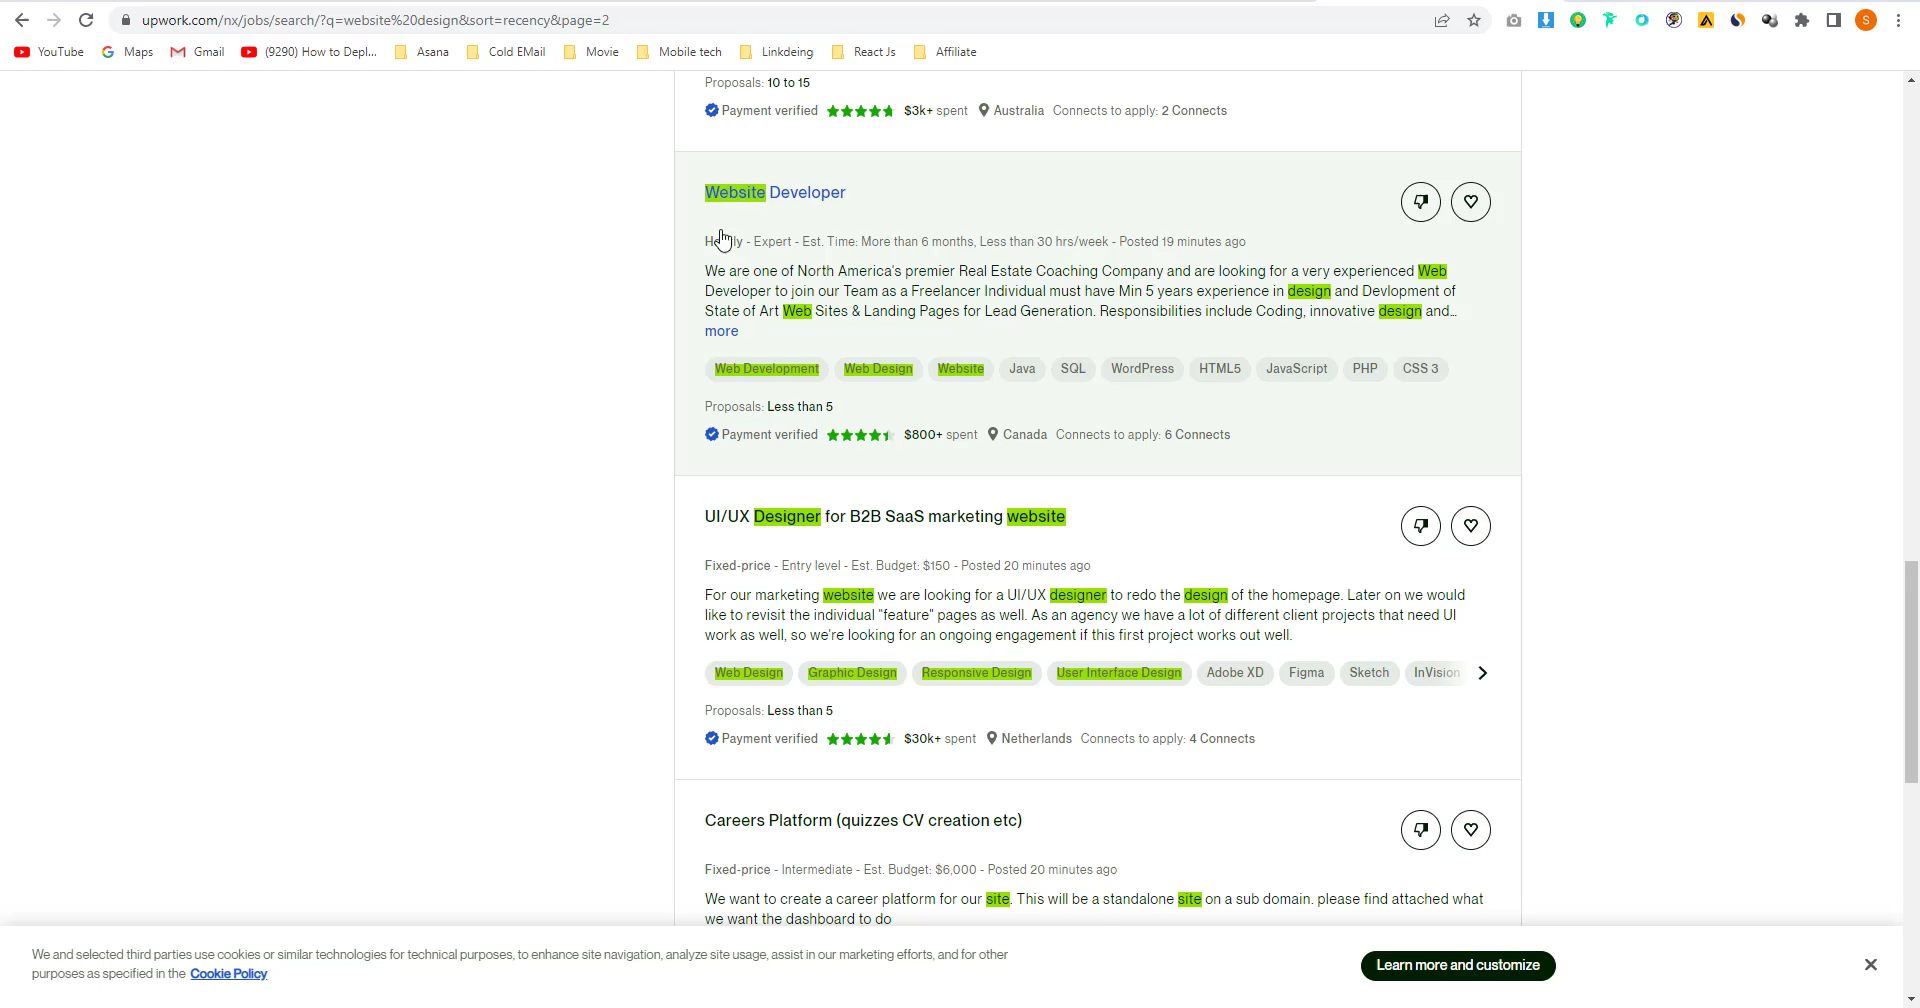 upwork.com/nx/jobs/search/?q=website%20design&sort=recency&page=2
S
YouTube Maps Gmail (9290) How to Depl... Asana Cold EMail Movie Mobile tech Linkdeing React Js Affiliate
Proposals: 10 to 15
Payment verified $3k+ spent Australia Connects to apply: 2 Connects
Website Developer
Hourly - Expert - Est. Time: More than 6 months, Less than 30 hrs/week - Posted 19 minutes ago
We are one of North America's premier Real Estate Coaching Company and are looking for a very experienced Web
Developer to join our Team as a Freelancer Individual must have Min 5 years experience in design and Devlopment of
State of Art Web Sites & Landing Pages for Lead Generation. Responsibilities include Coding, innovative design and...
more
Web Development Web Design Website Java SQL WordPress HTML5 JavaScript PHP CSS 3
Proposals: Less than 5
Payment verified $800+ spent Canada Connects to apply: 6 Connects
UI/UX Designer for B2B SaaS marketing website
Fixed-price - Entry level - Est. Budget: $150 - Posted 20 minutes ago
For our marketing website we are looking for a UI/UX designer to redo the design of the homepage. Later on we would
like to revisit the individual "feature" pages as well. As an agency we have a lot of different client projects that need UI
work as well, so we're looking for an ongoing engagement if this first project works out well.
Web Design Graphic Design Responsive Design User Interface Design Adobe XD Figma Sketch InVision
Proposals: Less than 5
Payment verified $30k+ spent Netherlands Connects to apply: 4 Connects
Careers Platform (quizzes CV creation etc)
Fixed-price - Intermediate - Est. Budget: $6,000 - Posted 20 minutes ago
We want to create a career platform for our site. This will be a standalone site on a sub domain. please find attached what
we want the dashboard to do
We and selected third parties use cookies or similar technologies for technical purposes, to enhance site navigation, analyze site usage, assist in our marketing efforts, and for other
purposes as specified in the Cookie Policy
Learn more and customize